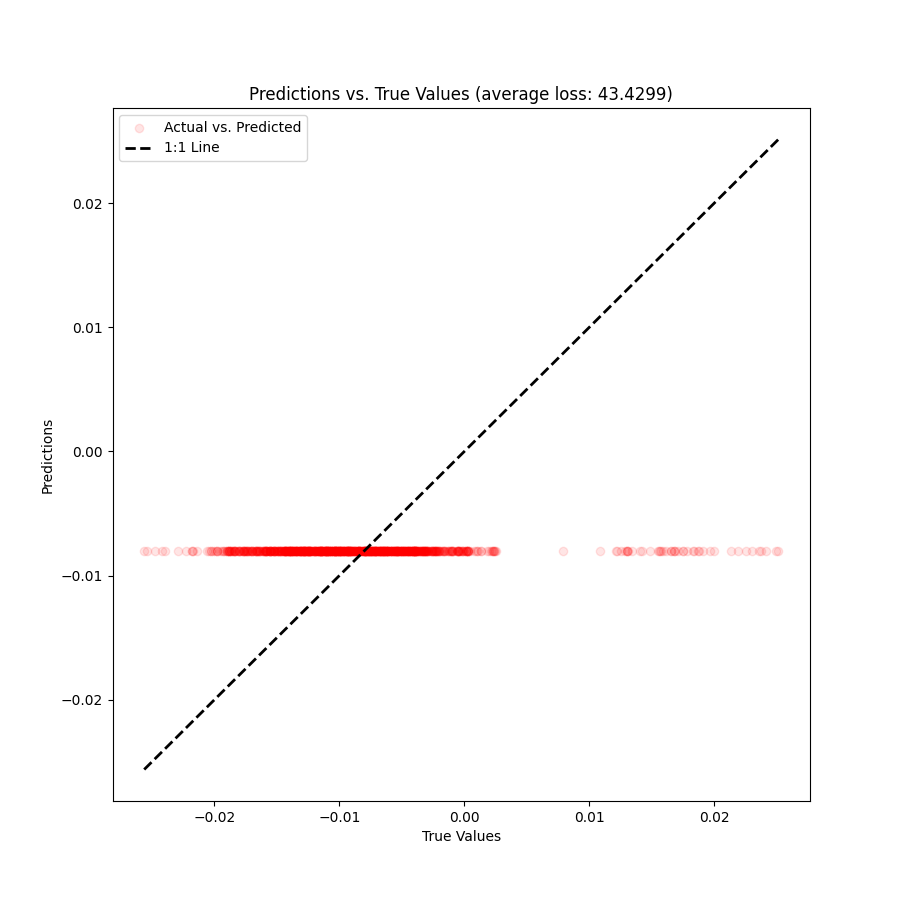 Predictions vs. True Values (average loss: 43.4299)
Actual vs. Predicted
1:1 Line
0.02
0.01
0.00
−0.01
−0.02
Predictions
−0.02 −0.01 0.00 0.01 0.02
True Values